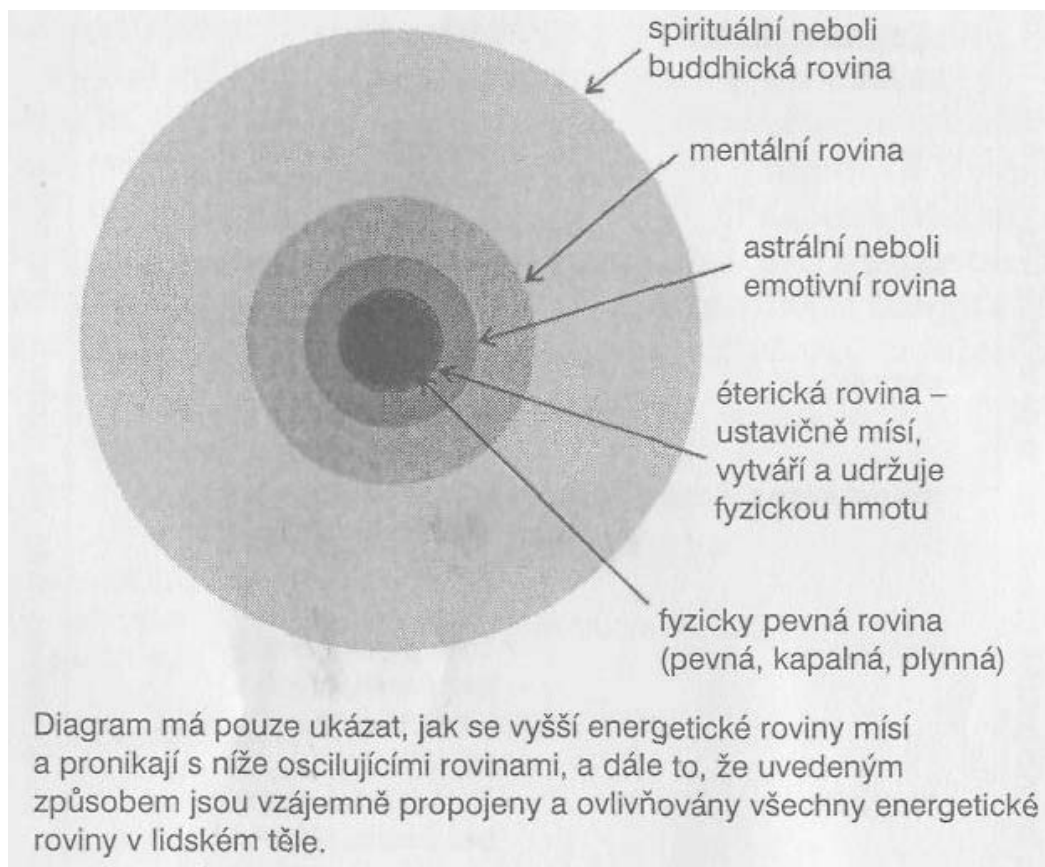 spirituální neboli
buddhická rovina
mentální rovina
astrální neboli
emotivní rovina
éterická rovina –
ustavičně mísí,
vytváří a udržuje
fyzickou hmotu
fyzicky pevná rovina
(pevná, kapalná, plynná)
Diagram má pouze ukázat, jak se vyšší energetické roviny mísí
a pronikají s níže oscilujícími rovinami, a dále to, že uvedeným
způsobem jsou vzájemně propojeny a ovlivňovány všechny energetické
roviny v lidském těle.